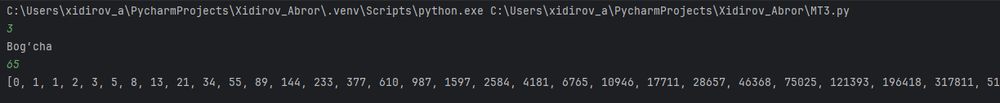 C:\Users\xidirov_a\PycharmProjects\Xidirov_Abror\.venv\Scripts\python.exe C:\Users\xidirov_a\PycharmProjects\Xidirov_Abror\MT3.py
3
Bog‘cha
65
[0, 1, 1, 2, 3, 5, 8, 13, 21, 34, 55, 89, 144, 233, 377, 610, 987, 1597, 2584, 4181, 6765, 10946, 17711, 28657, 46368, 75025, 121393, 196418, 317811, 51